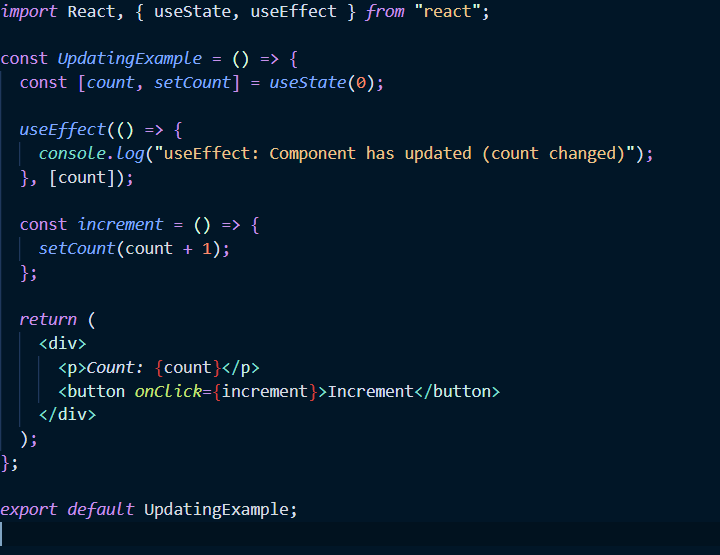 import React, { useState, useEffect } from "react";
const UpdatingExample = () => {
const [count, setCount] = useState(0);
useEffect(() => {
console.log("useEffect: Component has updated (count changed)");
}, [count]);
const increment = () => {
setCount(count + 1);
};
return (
<div>
<p>Count: {count}</p>
<button onClick={increment}>Increment</button>
</div>
);
};
export default UpdatingExample;